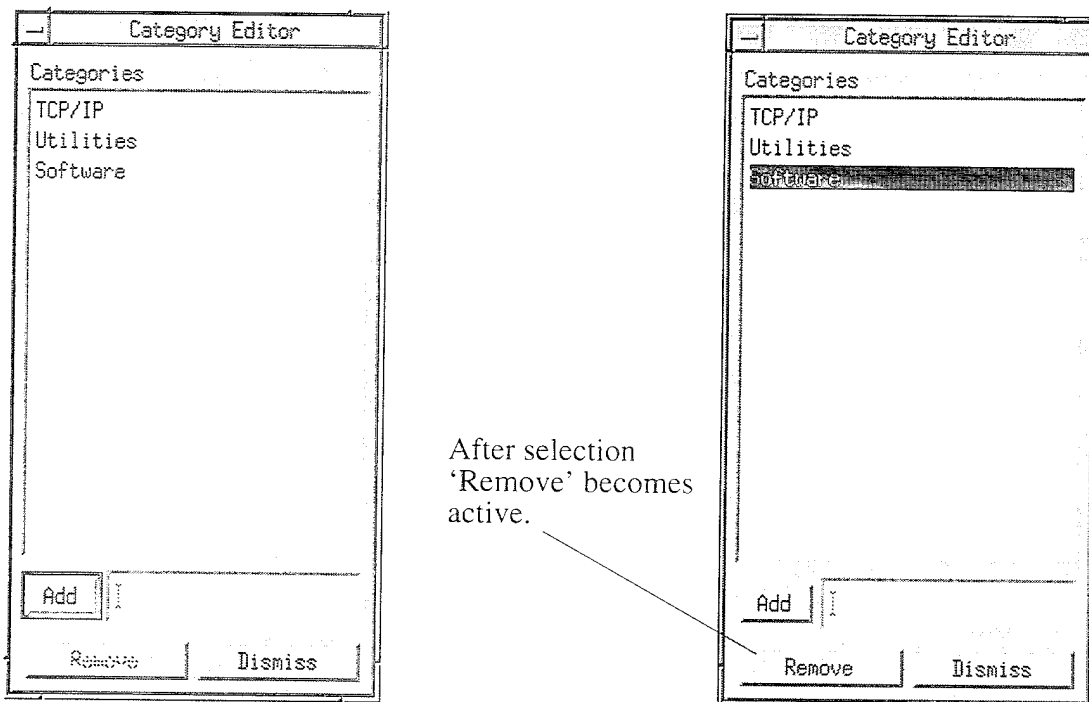 Category Editor
Categories
TCP/IP
Utilities
Software
Add
Remove
Dismiss
After selection
‘Remove’ becomes
active.
Category Editor
Categories
TCP/IP
Utilities
Software
Add
Remove
Dismiss